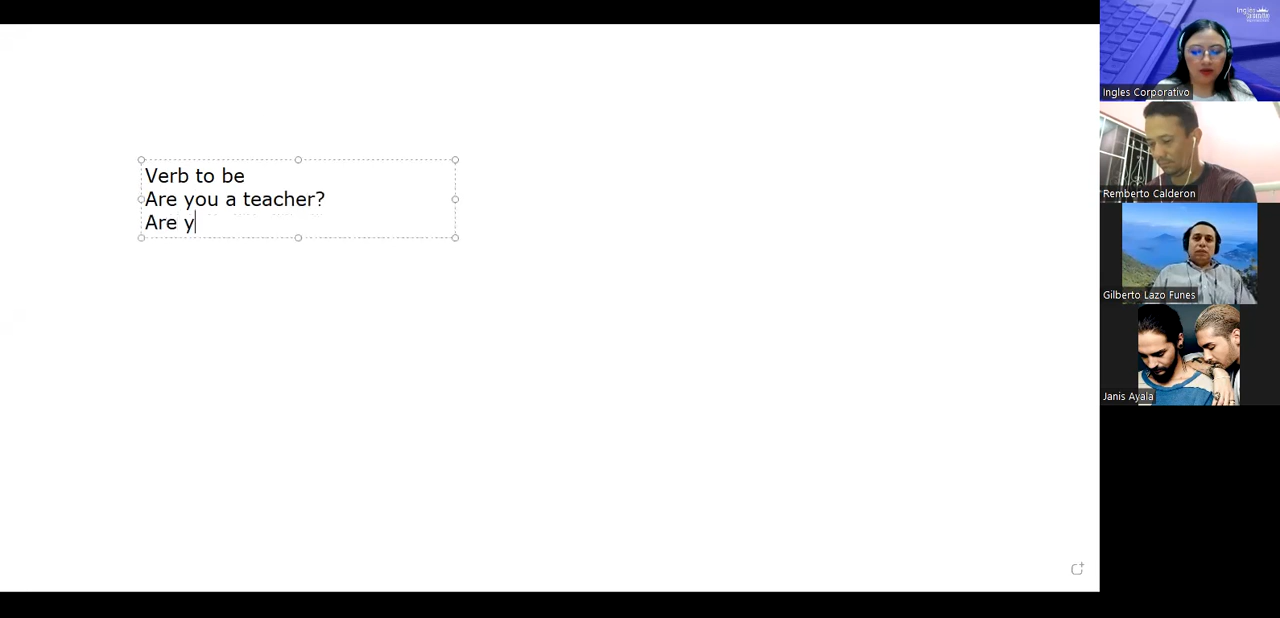 Verb to be
Are you a teacher?
Are y
Ingles Corporativo
Remberto Calderon
Gilberto Lazo Funes
Janis Ayala